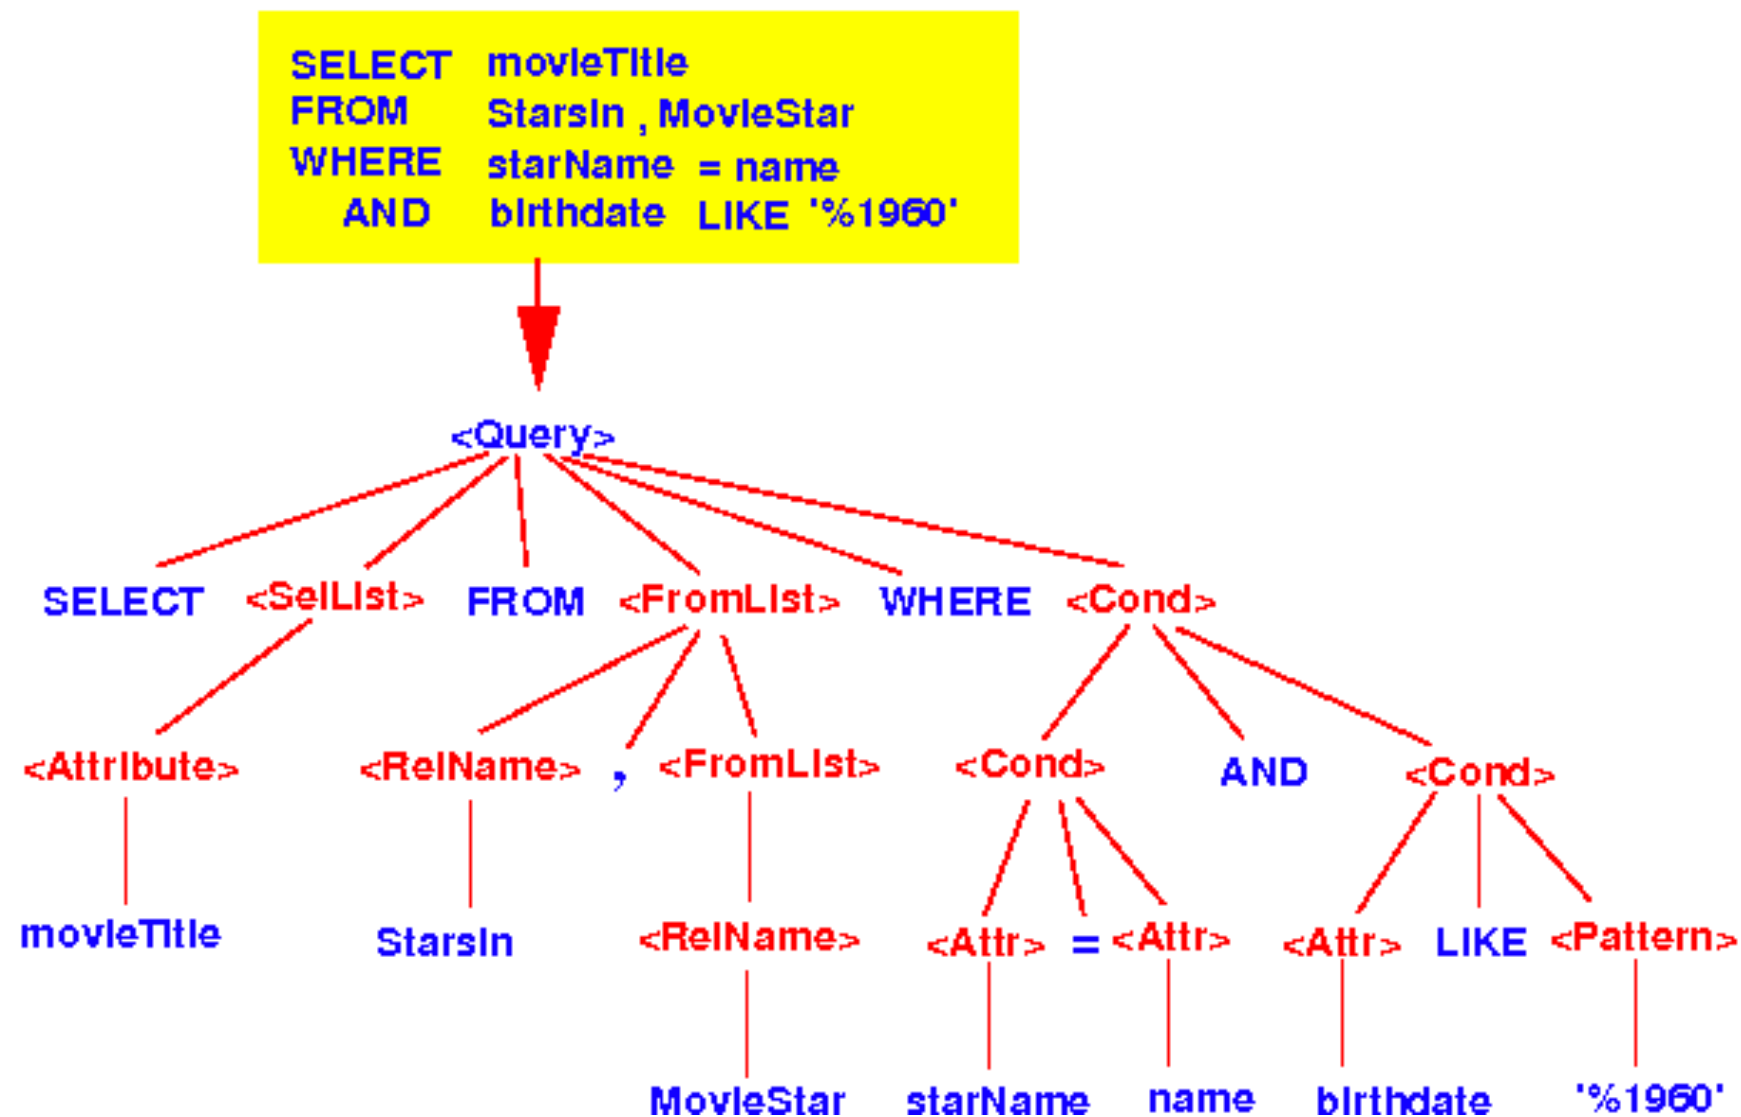 SELECT movieTitle
FROM StarsIn , MovieStar
WHERE starName = name
AND birthdate LIKE '%1960'
<Query>
SELECT <SelList> FROM <FromList> WHERE <Cond>
<Attribute> <RelName> , <FromList> <Cond> AND <Cond>
movieTitle StarsIn <RelName> <Attr> = <Attr> <Attr> LIKE <Pattern>
MovieStar starName name birthdate '%1960'